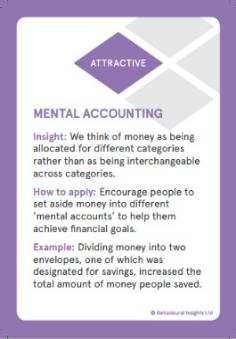 ATTRACTIVE
MENTAL ACCOUNTING
Insight: We think of money as being
allocated for different categories
rather than as being interchangeable
across categories.
How to apply: Encourage people to
set aside money into different
'mental accounts' to help them
achieve financial goals.
Example: Dividing money into two
envelopes, one of which was
designated for savings, increased the
total amount of money people saved.
© Behavioural Insights Ltd